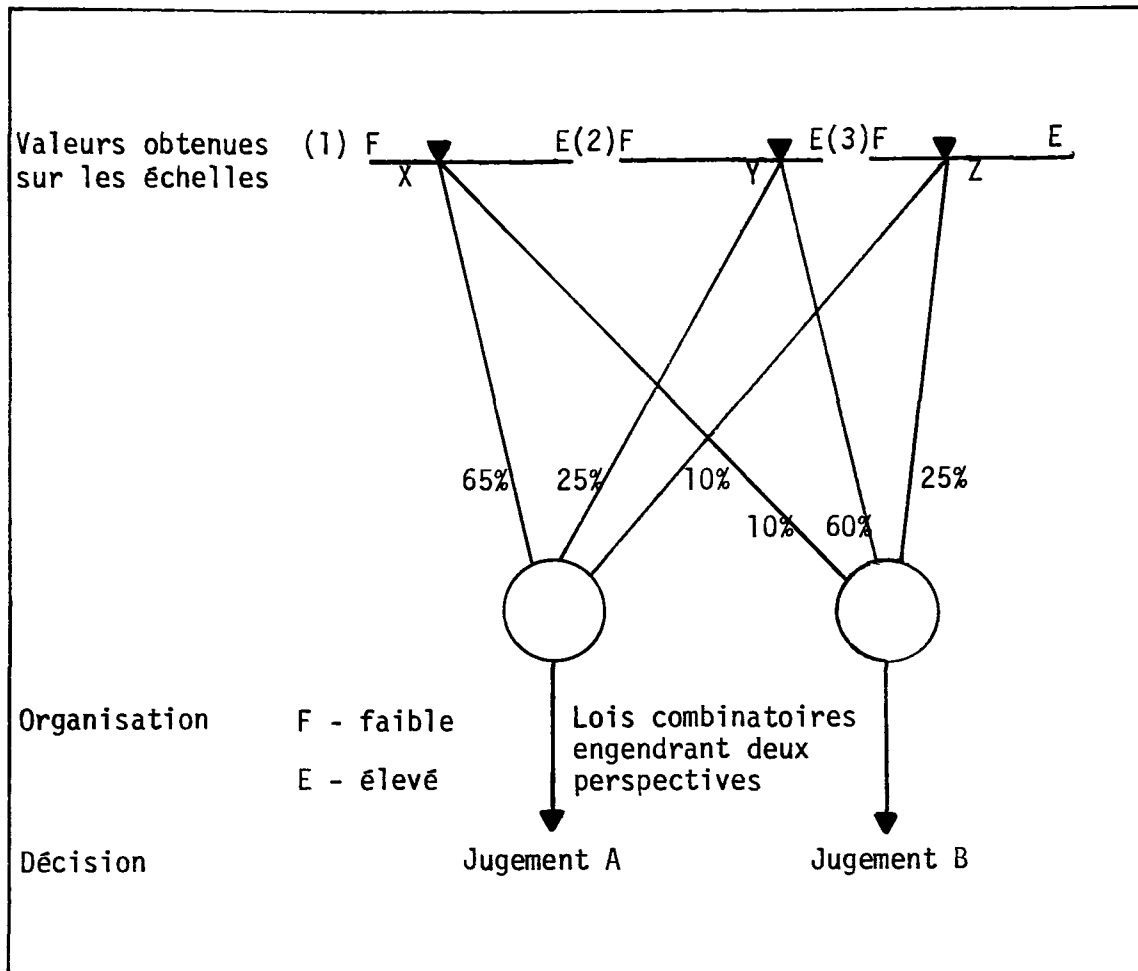 Valeurs obtenues (1) F E(2)F E(3)F E
sur les échelles X Y Z
65% 25% 10% 25%
10% 60%
Organisation F - faible Lois combinatoires
engendrant deux
E - élevé perspectives
Décision Jugement A Jugement B